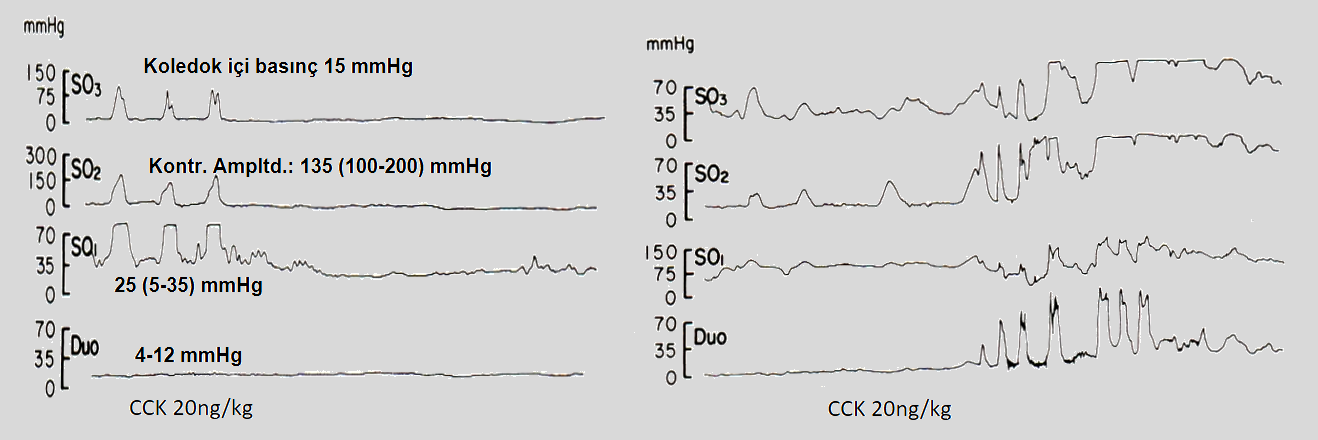 mmHg
150
75
0
SO3
Koledok içi basınç 15 mmHg
300
150
0
SO2
Kontr. Ampltd.: 135 (100-200) mmHg
70
35
0
SO1
25 (5-35) mmHg
70
35
0
Duo
4-12 mmHg
CCK 20ng/kg
mmHg
70
35
0
SO3
70
35
0
SO2
150
75
0
SO1
70
35
0
Duo
CCK 20ng/kg